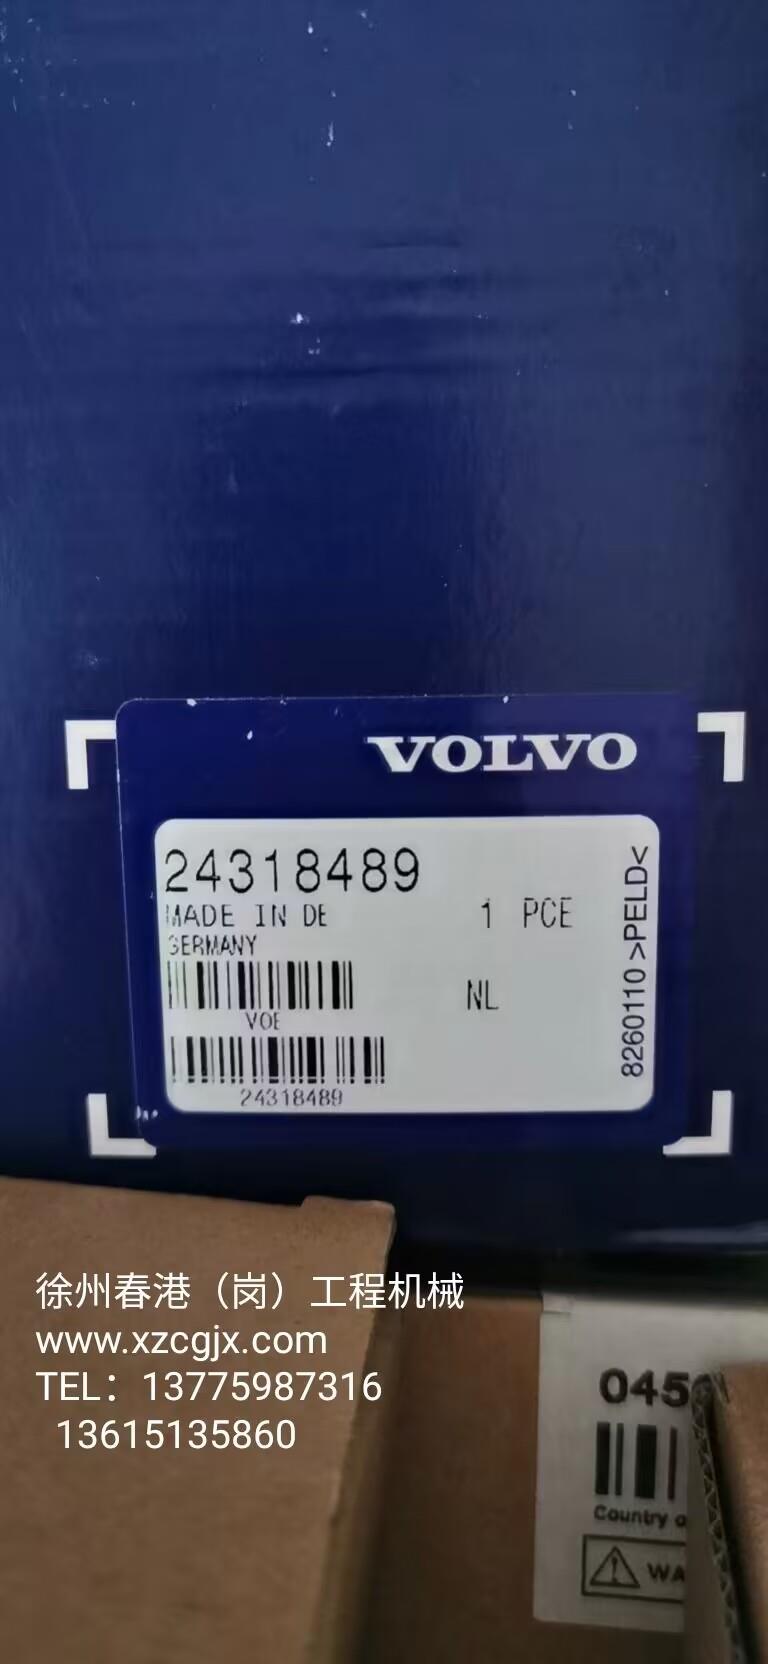 VOLVO
24318489
MADE IN DE
1 PCE
GERMANY
NL
VOE
24318489
8260110 >PELD<
徐州春港（岗）工程机械
www.xzcgjx.com
TEL：13775987316
13615135860
045
Country
WA